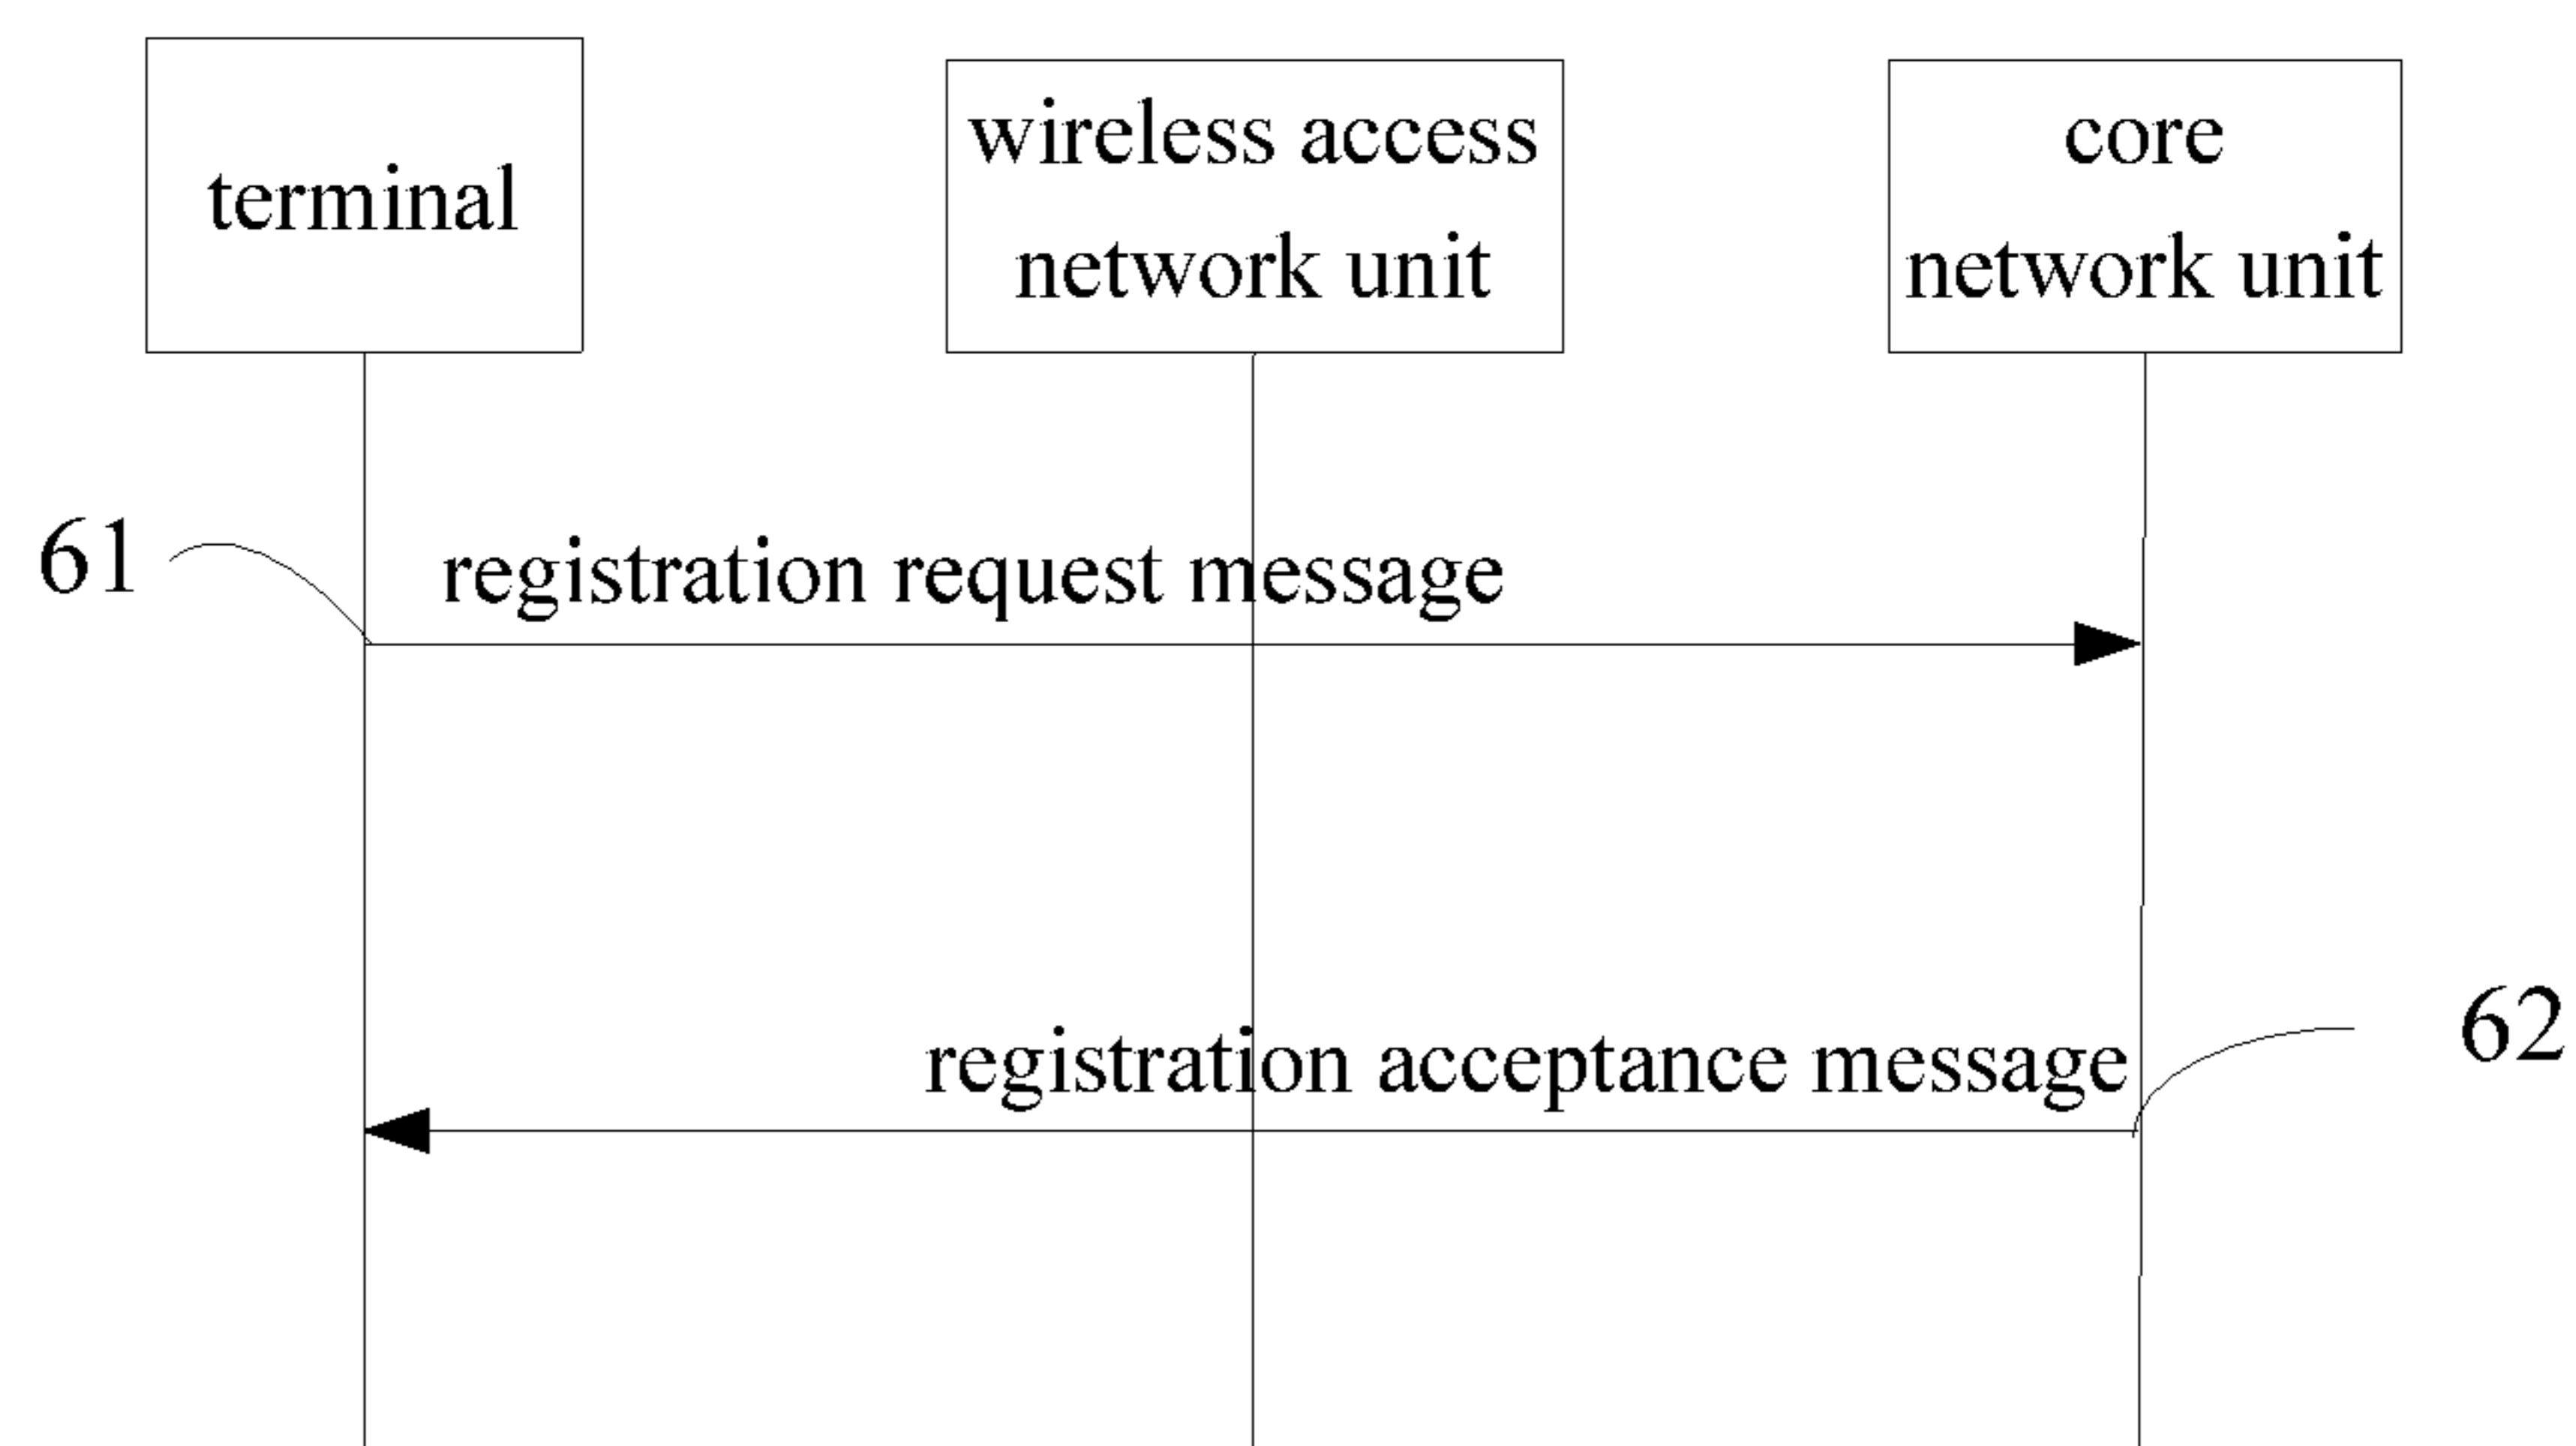 terminal
wireless access
network unit
core
network unit
61
registration request message
registration acceptance message
62